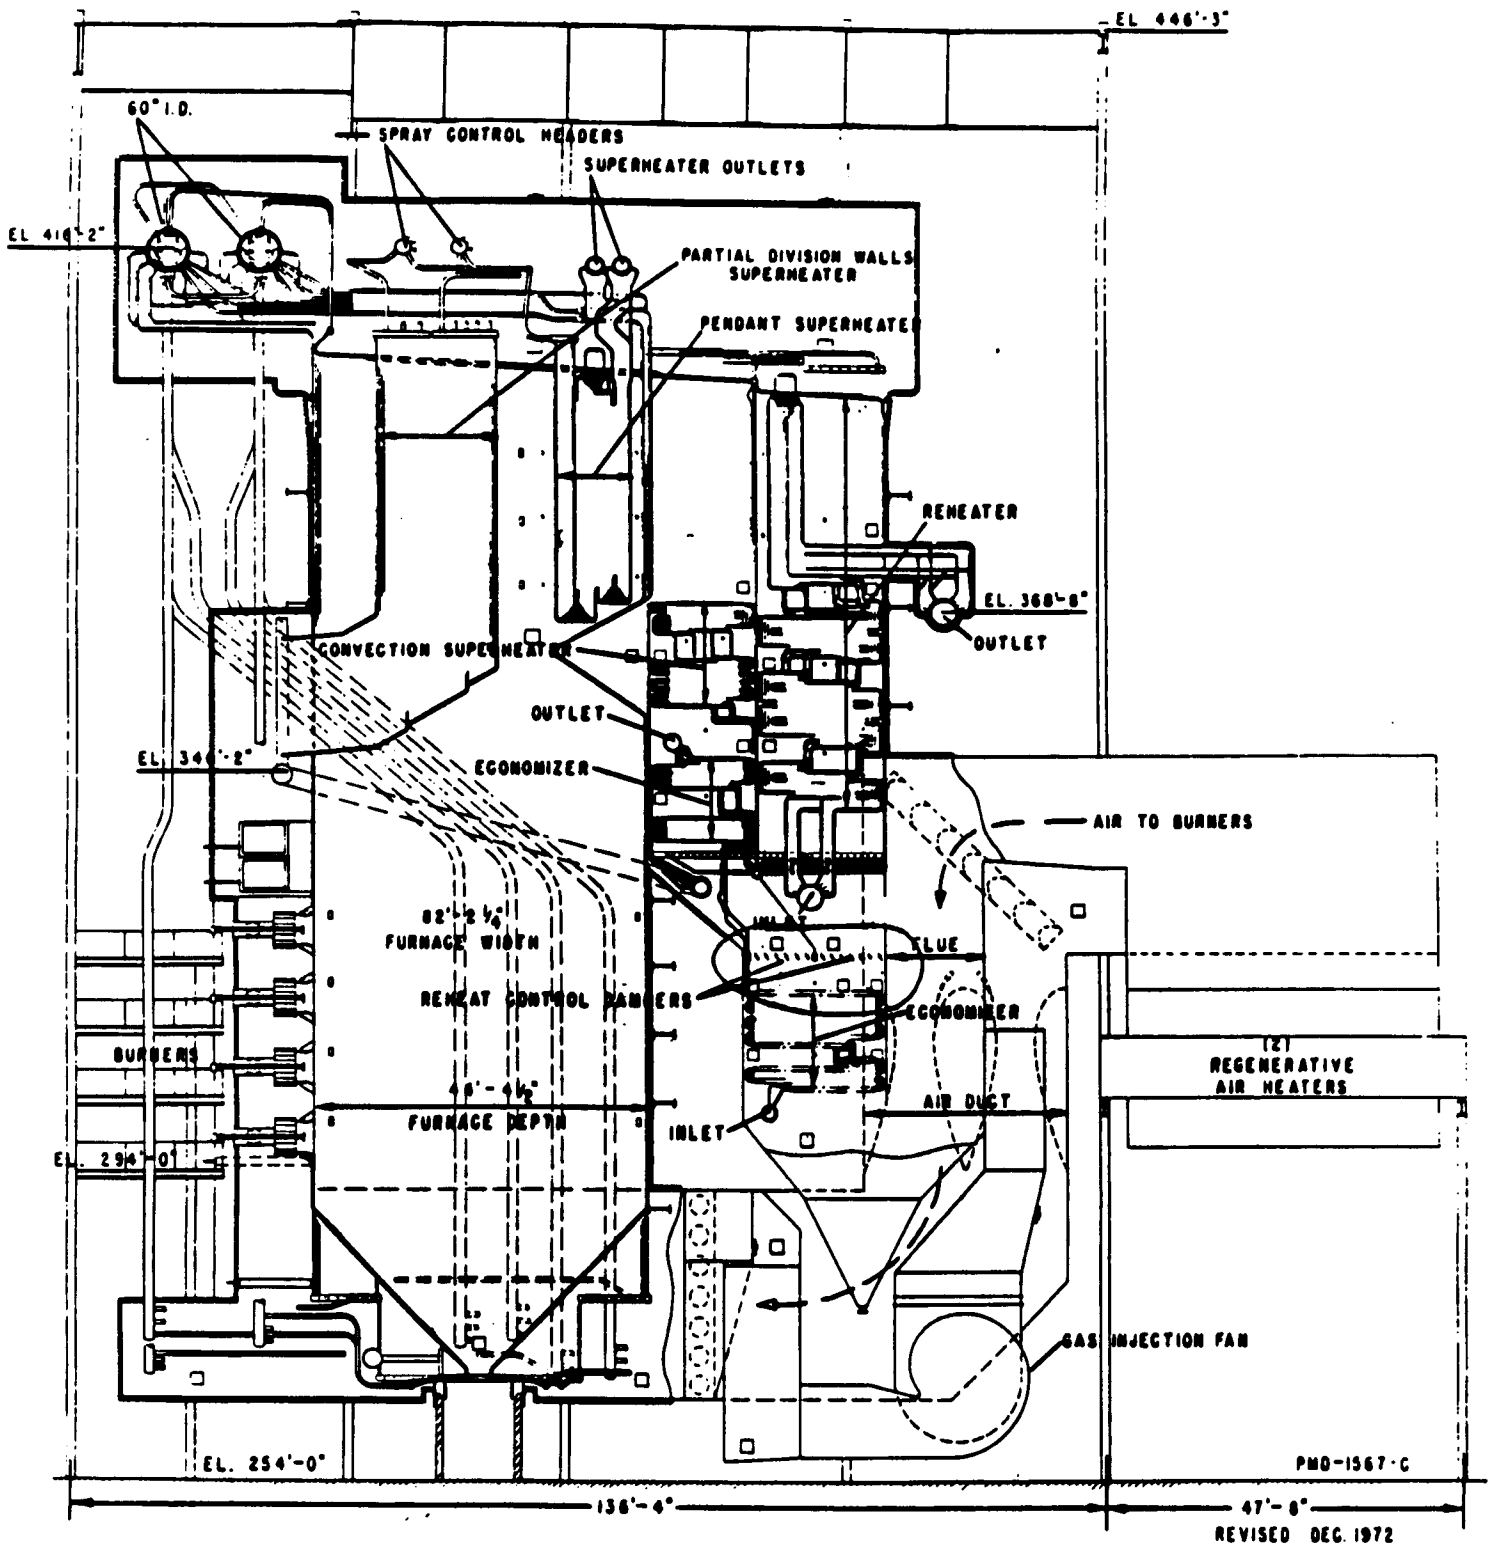 EL 446'-3"
60" I.D.
SPRAY CONTROL HEADERS
SUPERHEATER OUTLETS
EL 416'-2"
PARTIAL DIVISION WALLS
SUPERHEATER
PENDANT SUPERHEATER
REHEATER
EL. 368'-8"
OUTLET
CONVECTION SUPERHEATER
OUTLET
EL. 346'-2"
ECONOMIZER
AIR TO BURNERS
INLET
82'-2 1/4"
FURNACE WIDTH
FLUE
REHEAT CONTROL DAMPERS
ECONOMIZER
BURNERS
(2)
REGENERATIVE
AIR HEATERS
46'-4 1/2"
FURNACE DEPTH
AIR DUCT
INLET
EL. 294'-0"
GAS INJECTION FAN
EL. 254'-0"
PMD-1567-C
136'-4"
47'-8"
REVISED DEC. 1972